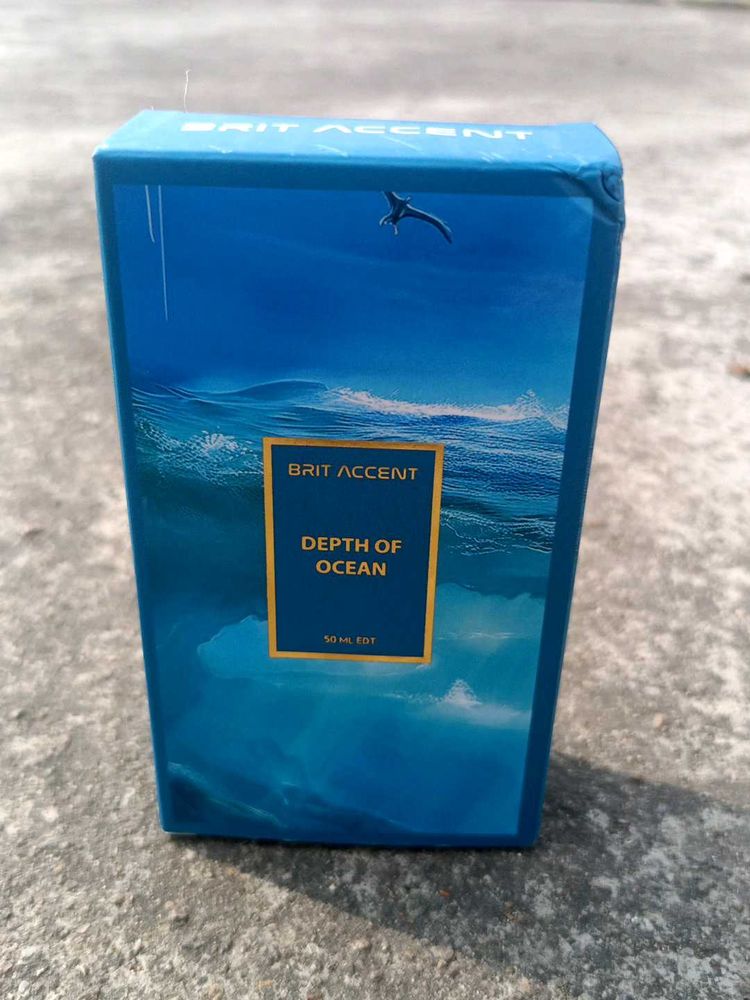 BRIT ACCENT
BRIT ACCENT
DEPTH OF
OCEAN
50 ML EDT